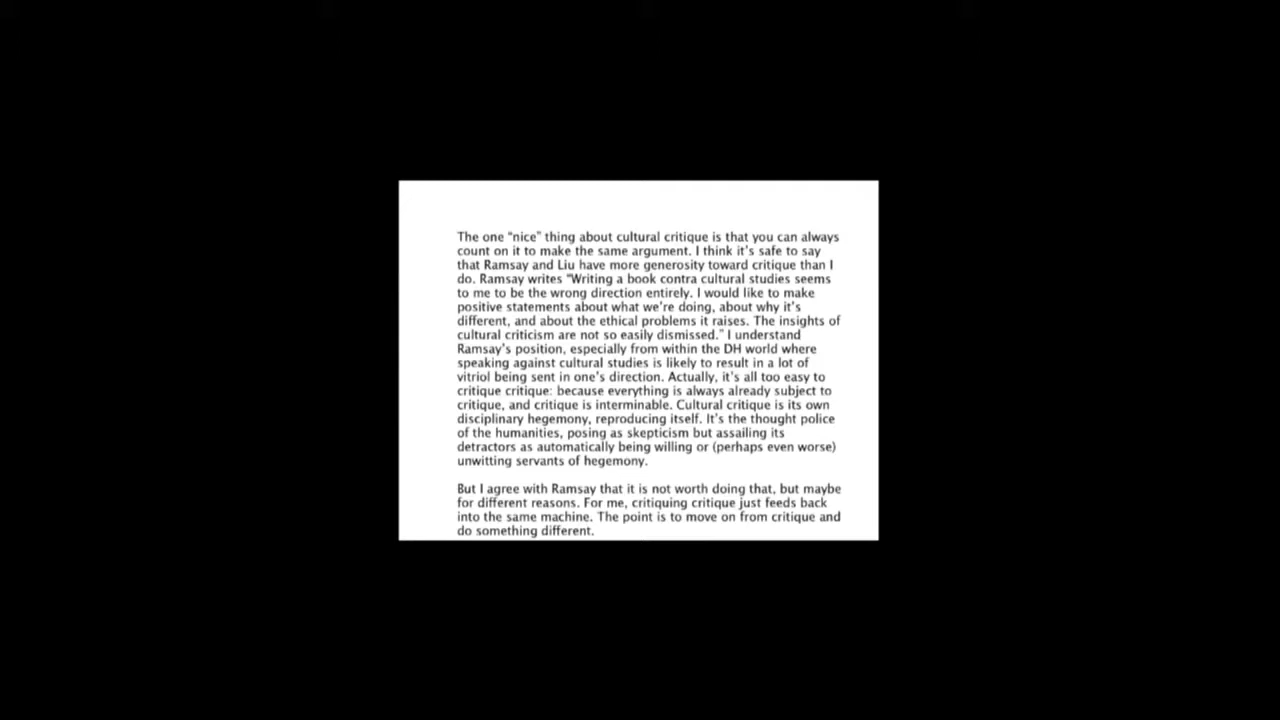 The one “nice” thing about cultural critique is that you can always
count on it to make the same argument. I think it’s safe to say
that Ramsay and Liu have more generosity toward critique than I
do. Ramsay writes “Writing a book contra cultural studies seems
to me to be the wrong direction entirely. I would like to make
positive statements about what we’re doing, about why it’s
different, and about the ethical problems it raises. The insights of
cultural criticism are not so easily dismissed.” I understand
Ramsay’s position, especially from within the DH world where
speaking against cultural studies is likely to result in a lot of
vitriol being sent in one’s direction. Actually, it’s all too easy to
critique critique: because everything is always already subject to
critique, and critique is interminable. Cultural critique is its own
disciplinary hegemony, reproducing itself. It’s the thought police
of the humanities, posing as skepticism but assailing its
detractors as automatically being willing or (perhaps even worse)
unwitting servants of hegemony.
But I agree with Ramsay that it is not worth doing that, but maybe
for different reasons. For me, critiquing critique just feeds back
into the same machine. The point is to move on from critique and
do something different.